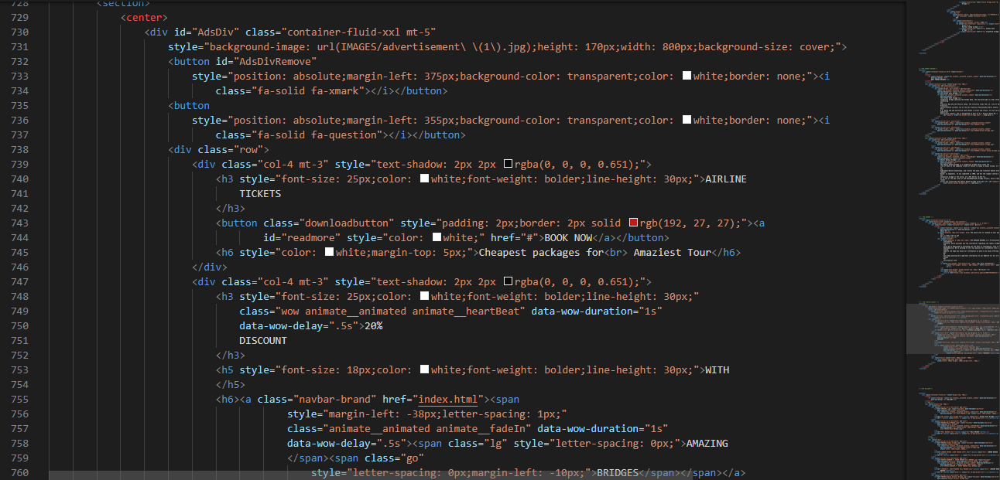 728 <section>
729 <center>
730 <div id="AdsDiv" class="container-fluid-xxl mt-5"
731 style="background-image: url(IMAGES/advertisement\ \(1\).jpg);height: 170px;width: 800px;background-size: cover;">
732 <button id="AdsDivRemove"
733 style="position: absolute;margin-left: 375px;background-color: transparent;color: white;border: none;"><i
734 class="fa-solid fa-xmark"></i></button>
735 <button
736 style="position: absolute;margin-left: 355px;background-color: transparent;color: white;border: none;"><i
737 class="fa-solid fa-question"></i></button>
738 <div class="row">
739 <div class="col-4 mt-3" style="text-shadow: 2px 2px rgba(0, 0, 0, 0.651);">
740 <h3 style="font-size: 25px;color: white;font-weight: bolder;line-height: 30px;">AIRLINE
741 TICKETS
742 </h3>
743 <button class="downloadbutton" style="padding: 2px;border: 2px solid rgb(192, 27, 27);"><a
744 id="readmore" style="color: white;" href="#">BOOK NOW</a></button>
745 <h6 style="color: white;margin-top: 5px;">Cheapest packages for<br> Amaziest Tour</h6>
746 </div>
747 <div class="col-4 mt-3" style="text-shadow: 2px 2px rgba(0, 0, 0, 0.651);">
748 <h3 style="font-size: 25px;color: white;font-weight: bolder;line-height: 30px;"
749 class="wow animate__animated animate__heartBeat" data-wow-duration="1s"
750 data-wow-delay=".5s">20%
751 DISCOUNT
752 </h3>
753 <h5 style="font-size: 18px;color: white;font-weight: bolder;line-height: 30px;">WITH
754 </h5>
755 <h6><a class="navbar-brand" href="index.html"><span
756 style="margin-left: -38px;letter-spacing: 1px;"
757 class="animate__animated animate__fadeIn" data-wow-duration="1s"
758 data-wow-delay=".5s"><span class="lg" style="letter-spacing: 0px;">AMAZING
759 </span><span class="go"
760 style="letter-spacing: 0px;margin-left: -10px;">BRIDGES</span></span></a>